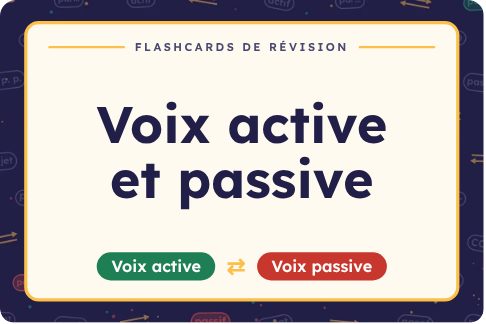 FLASHCARDS DE RÉVISION
Voix active
et passive
Voix active ⇄ Voix passive